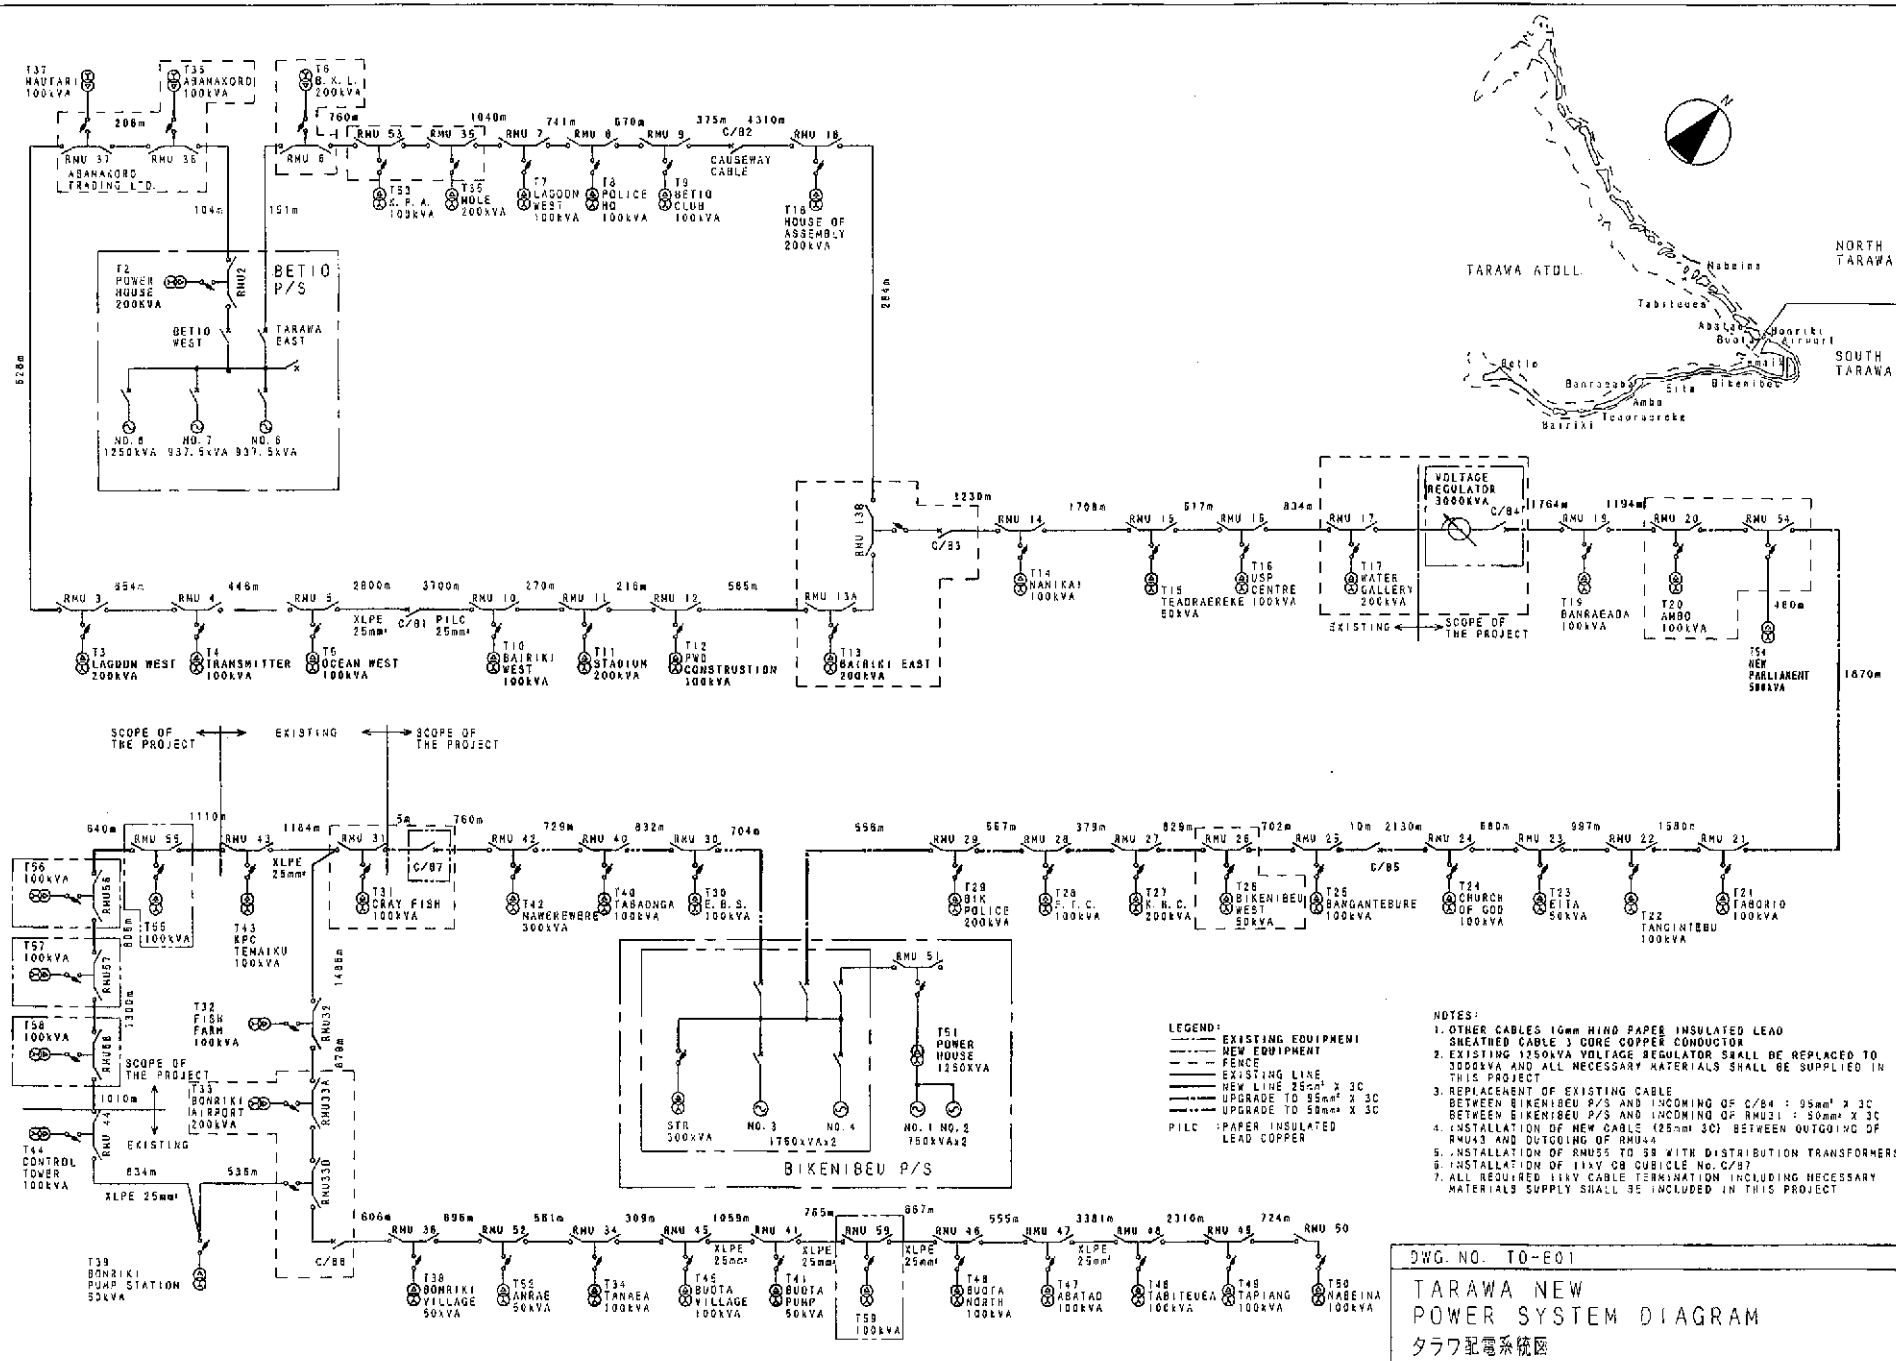 T37
NAUTARI
100kVA
T36
ABANAKORO
100kVA
206m
RMU 37
RMU 36
ABANAKORO
TRADING LTD.
104m
T6
B.K.L.
200kVA
760m
RMU 6
151m
RMU 53
RMU 35
1040m
RMU 7
741m
RMU 8
670m
RMU 9
375m
C/B2
4310m
CAUSEWAY
CABLE
RMU 18
T53
K.P.A.
100kVA
T35
MOLE
200kVA
T7
LAGOON
WEST
100kVA
T8
POLICE
HQ
100kVA
T9
BETIO
CLUB
100kVA
T18
HOUSE OF
ASSEMBLY
200kVA
284m
T2
POWER
HOUSE
200kVA
RMU2
BETIO
P/S
BETIO
WEST
TARAWA
EAST
NO.8
1250kVA
NO.7
937.5kVA
NO.6
937.5kVA
628m
N
TARAWA ATOLL
NORTH
TARAWA
Nabeina
Tabiteuea
Abatao
Buota
Bonriki
Airport
SOUTH
TARAWA
Betio
Banraeaba
Eita
Bikenibeu
Ambo
Teaoraereke
Bairiki
RMU 3
854m
RMU 4
446m
RMU 5
2800m
XLPE
25mm²
C/B1
3700m
PILC
25mm²
RMU 10
270m
RMU 11
216m
RMU 12
565m
RMU 13A
RMU 13B
T3
LAGOON WEST
200kVA
T4
TRANSMITTER
100kVA
T5
OCEAN WEST
100kVA
T10
BAIRIKI
WEST
100kVA
T11
STADIUM
200kVA
T12
PWD
CONSTRUSTION
100kVA
T13
BAIRIKI EAST
200kVA
C/B3
RMU 14
1708m
RMU 15
617m
RMU 16
834m
RMU 17
VOLTAGE
REGULATOR
3000kVA
C/B4
1764m
RMU 19
1194m
RMU 20
RMU 54
T14
NANIKAI
100kVA
T15
TEAORAEREKE
50kVA
T16
USP
CENTRE
100kVA
T17
WATER
GALLERY
200kVA
EXISTING
SCOPE OF
THE PROJECT
T19
BANRAEABA
100kVA
T20
AMBO
100kVA
480m
T54
NEW
PARLIAMENT
500kVA
1870m
SCOPE OF
THE PROJECT
EXISTING
SCOPE OF
THE PROJECT
640m
RMU 55
1110m
RMU 43
1184m
XLPE
25mm²
RMU 31
5m
C/B7
760m
RMU 42
729m
RMU 40
832m
RMU 30
704m
556m
RMU 29
567m
RMU 28
379m
RMU 27
829m
RMU 26
702m
RMU 25
10m
C/B5
2130m
RMU 24
680m
RMU 23
997m
RMU 22
1580m
RMU 21
T56
100kVA
RMU56
T55
100kVA
T43
KPC
TEMAIKU
100kVA
T31
CRAY FISH
100kVA
T42
NAWEREWERE
300kVA
T40
TABAONGA
100kVA
T30
E.B.S.
100kVA
T29
BIK
POLICE
200kVA
T28
F.T.C.
100kVA
T27
K.H.C.
200kVA
T26
BIKENIBEU
WEST
50kVA
T25
BANGANTEBURE
100kVA
T24
CHURCH
OF GOD
100kVA
T23
EITA
50kVA
T22
TANGINTEBU
100kVA
T21
TABORIO
100kVA
805m
T57
100kVA
RMU57
1300m
T58
100kVA
RMU58
1010m
SCOPE OF
THE PROJECT
EXISTING
RMU 44
T44
CONTROL
TOWER
100kVA
834m
XLPE 25mm²
536m
T39
BONRIKI
PUMP STATION
50kVA
1486m
T32
FISH
FARM
100kVA
RMU32
879m
T33
BONRIKI
AIRPORT
200kVA
RMU33A
RMU33B
C/B8
RMU 51
T51
POWER
HOUSE
1250kVA
STR
300kVA
NO.3
NO.4
1750kVAx2
NO.1 NO.2
750kVAx2
BIKENIBEU P/S
LEGEND:
EXISTING EQUIPMENT
NEW EQUIPMENT
FENCE
EXISTING LINE
NEW LINE 25mm² X 3C
UPGRADE TO 95mm² X 3C
UPGRADE TO 50mm² X 3C
PILC :PAPER INSULATED
LEAD COPPER
NOTES:
1. OTHER CABLES 16mm HIND PAPER INSULATED LEAD
SHEATHED CABLE 3 CORE COPPER CONDUCTOR
2. EXISTING 1250kVA VOLTAGE REGULATOR SHALL BE REPLACED TO
3000kVA AND ALL NECESSARY MATERIALS SHALL BE SUPPLIED IN
THIS PROJECT
3. REPLACEMENT OF EXISTING CABLE
BETWEEN BIKENIBEU P/S AND INCOMING OF C/B4 : 95mm² X 3C
BETWEEN BIKENIBEU P/S AND INCOMING OF RMU31 : 50mm² X 3C
4. INSTALLATION OF NEW CABLE (25mm² 3C) BETWEEN OUTGOING OF
RMU43 AND OUTGOING OF RMU44
5. INSTALLATION OF RMU55 TO 59 WITH DISTRIBUTION TRANSFORMERS
6. INSTALLATION OF 11kV CB CUBICLE No. C/B7
7. ALL REQUIRED 11kV CABLE TERMINATION INCLUDING NECESSARY
MATERIALS SUPPLY SHALL BE INCLUDED IN THIS PROJECT
606m
RMU 38
696m
RMU 52
561m
RMU 34
309m
RMU 45
1059m
XLPE
25mm²
RMU 41
765m
XLPE
25mm²
RMU 59
867m
XLPE
25mm²
RMU 46
555m
RMU 47
3381m
XLPE
25mm²
RMU 48
2310m
RMU 49
724m
RMU 50
T38
BONRIKI
VILLAGE
50kVA
T52
ANRAE
50kVA
T34
TANAEA
100kVA
T45
BUOTA
VILLAGE
100kVA
T41
BUOTA
PUMP
50kVA
T59
100kVA
T46
BUOTA
NORTH
100kVA
T47
ABATAO
100kVA
T48
TABITEUEA
100kVA
T49
TAPIANG
100kVA
T50
NABEINA
100kVA
DWG. NO. TO-E01
TARAWA NEW
POWER SYSTEM DIAGRAM
タラワ配電系統図